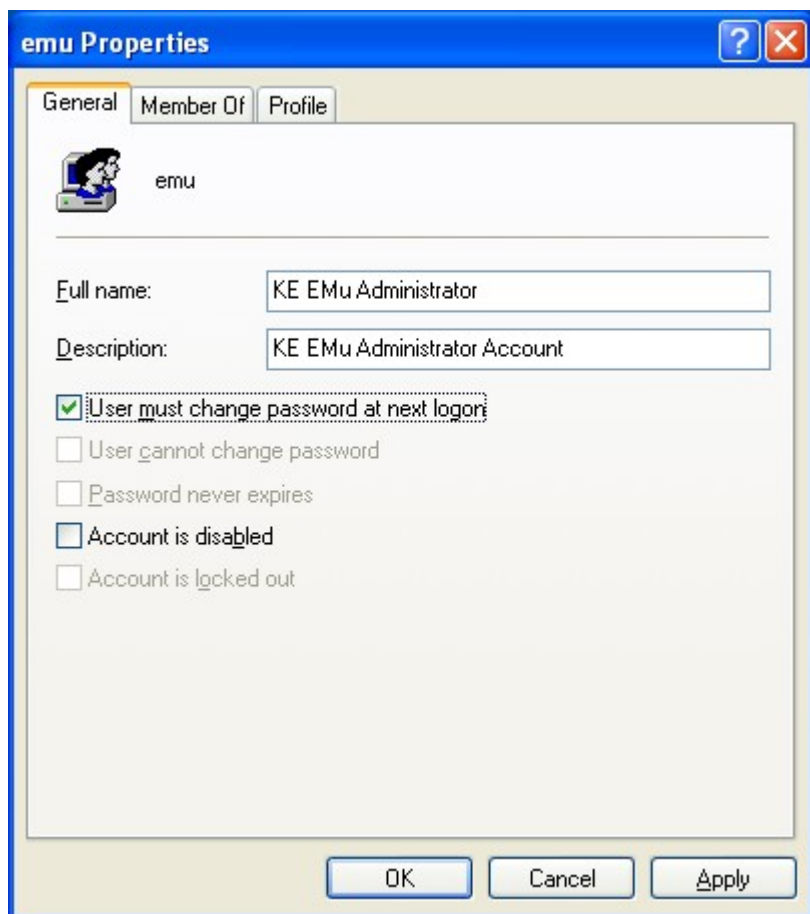 emu Properties
?
General Member Of Profile
emu
Full name: KE EMu Administrator
Description: KE EMu Administrator Account
User must change password at next logon
User cannot change password
Password never expires
Account is disabled
Account is locked out
OK Cancel Apply